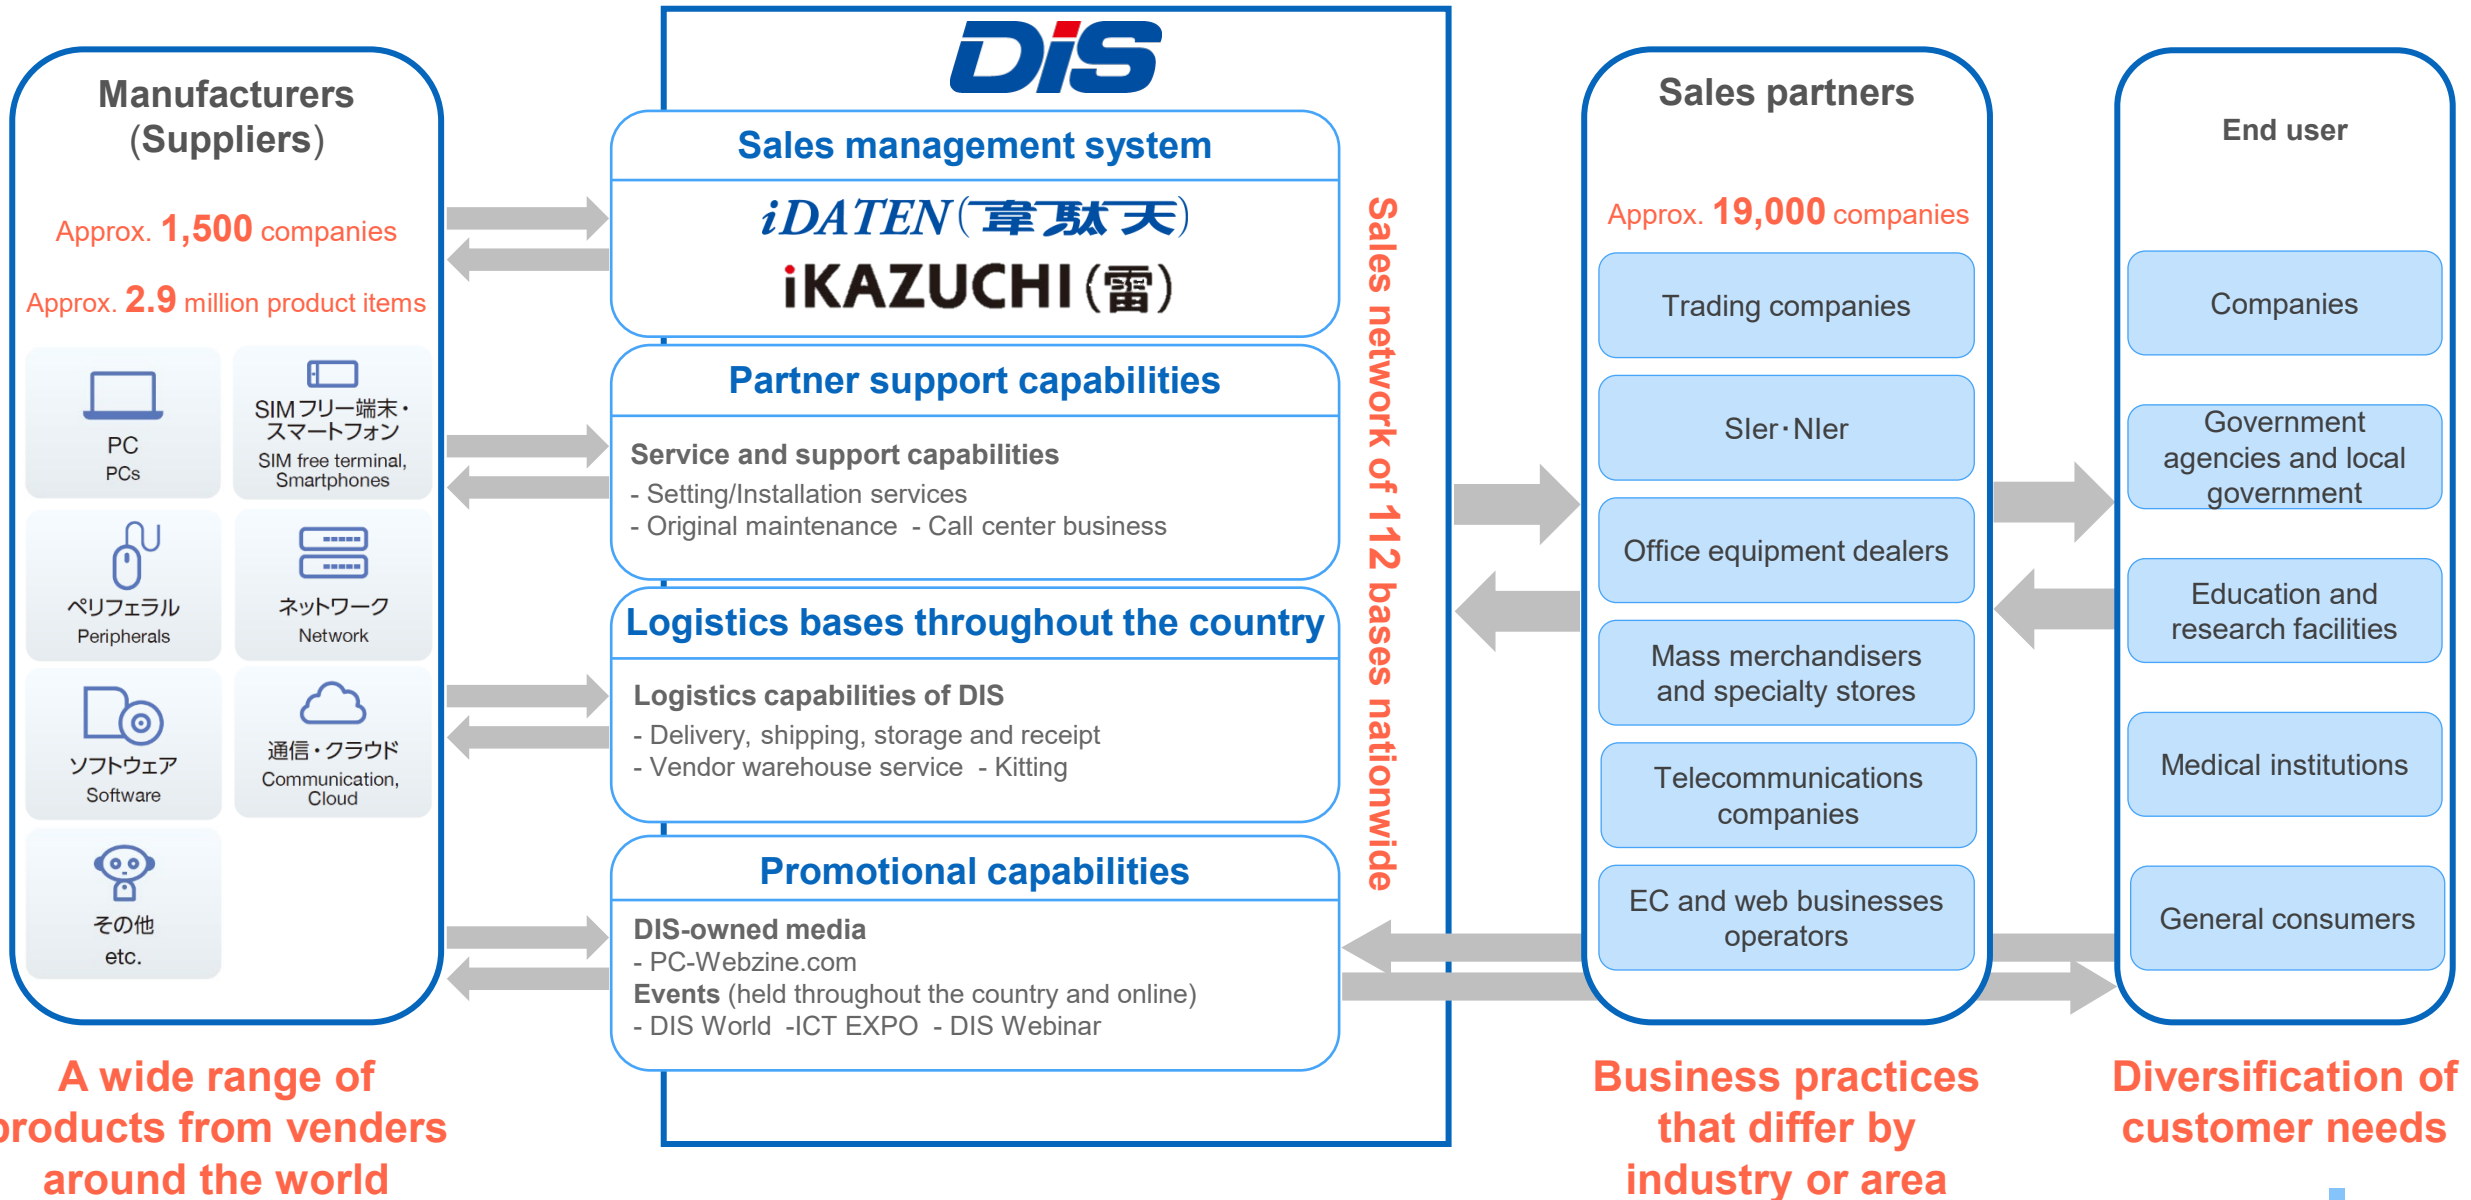 Manufacturers
(Suppliers)
Approx. 1,500 companies
Approx. 2.9 million product items
PC
PCs
SIMフリー端末・
スマートフォン
SIM free terminal,
Smartphones
ペリフェラル
Peripherals
ネットワーク
Network
ソフトウェア
Software
通信・クラウド
Communication,
Cloud
その他
etc.
A wide range of
products from venders
around the world
DiS
Sales management system
iDATEN(韋駄天)
iKAZUCHI(雷)
Partner support capabilities
Service and support capabilities
- Setting/Installation services
- Original maintenance - Call center business
Logistics bases throughout the country
Logistics capabilities of DIS
- Delivery, shipping, storage and receipt
- Vendor warehouse service - Kitting
Promotional capabilities
DIS-owned media
- PC-Webzine.com
Events (held throughout the country and online)
- DIS World -ICT EXPO - DIS Webinar
Sales network of 112 bases nationwide
Sales partners
Approx. 19,000 companies
Trading companies
SIer・NIer
Office equipment dealers
Mass merchandisers
and specialty stores
Telecommunications
companies
EC and web businesses
operators
Business practices
that differ by
industry or area
End user
Companies
Government
agencies and local
government
Education and
research facilities
Medical institutions
General consumers
Diversification of
customer needs